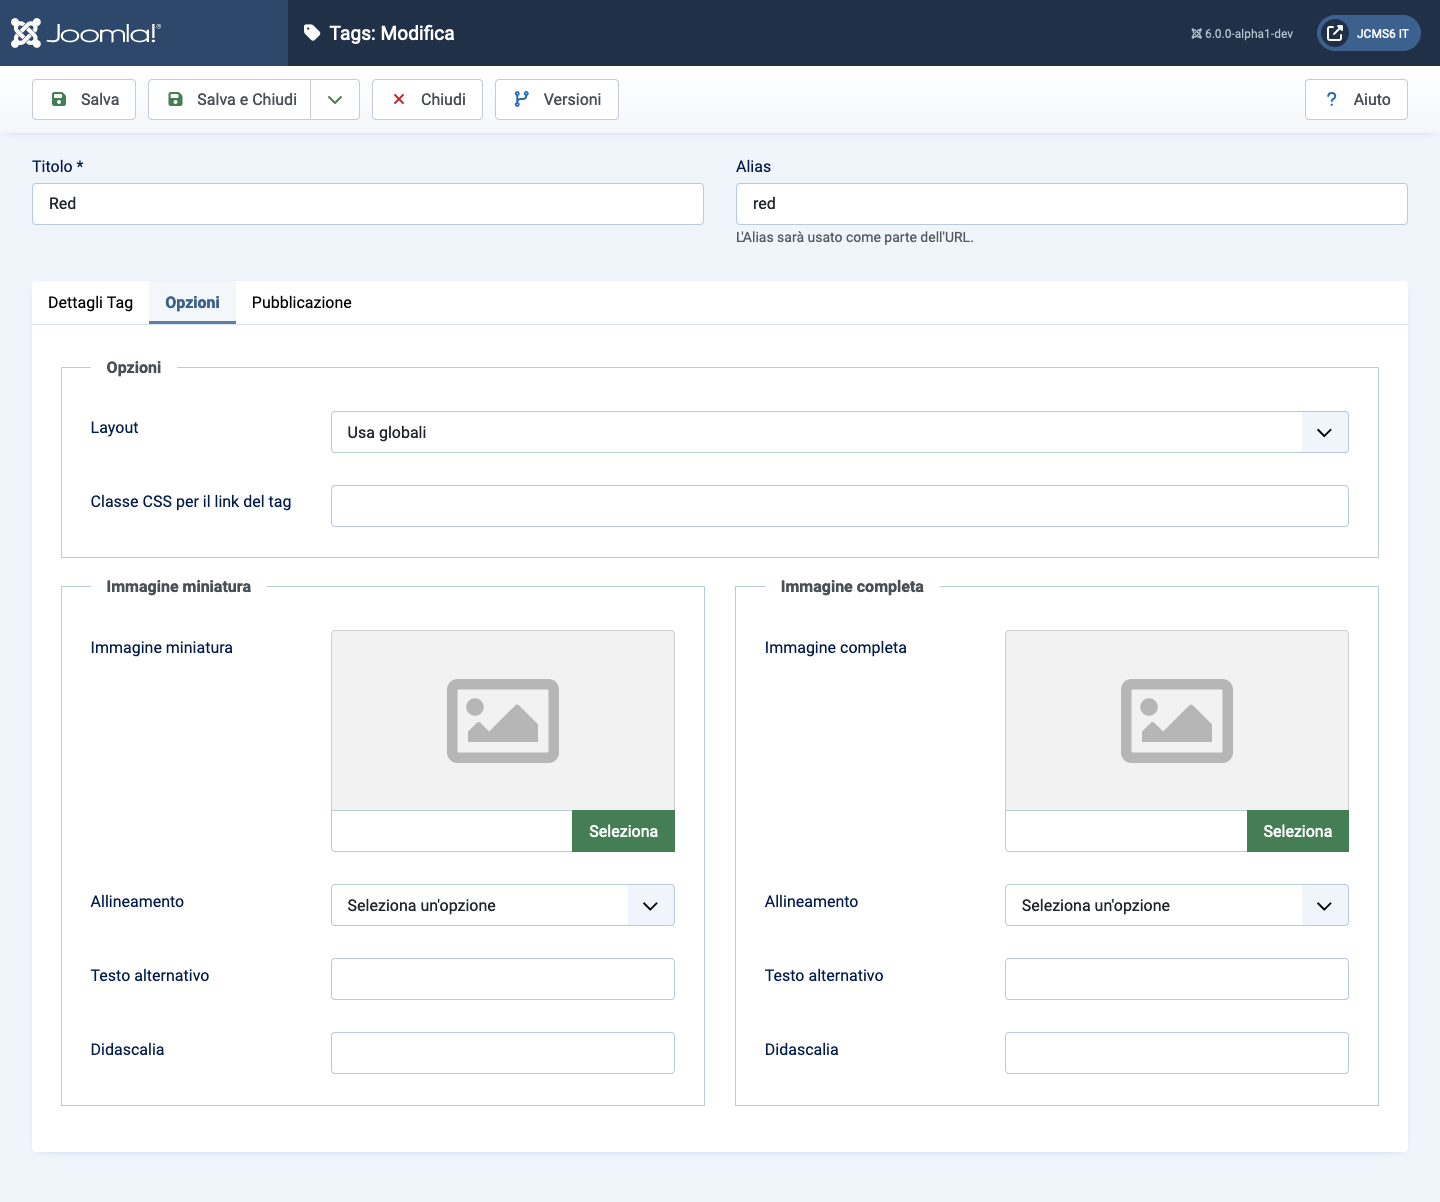 Joomla!®
Tags: Modifica
6.0.0-alpha1-dev
JCMS6 IT
Salva
Salva e Chiudi
Chiudi
Versioni
? Aiuto
Titolo *
Alias
Red
red
L'Alias sarà usato come parte dell'URL.
Dettagli Tag
Opzioni
Pubblicazione
Opzioni
Layout
Usa globali
Classe CSS per il link del tag
Immagine miniatura
Immagine miniatura
Seleziona
Allineamento
Seleziona un'opzione
Testo alternativo
Didascalia
Immagine completa
Immagine completa
Seleziona
Allineamento
Seleziona un'opzione
Testo alternativo
Didascalia